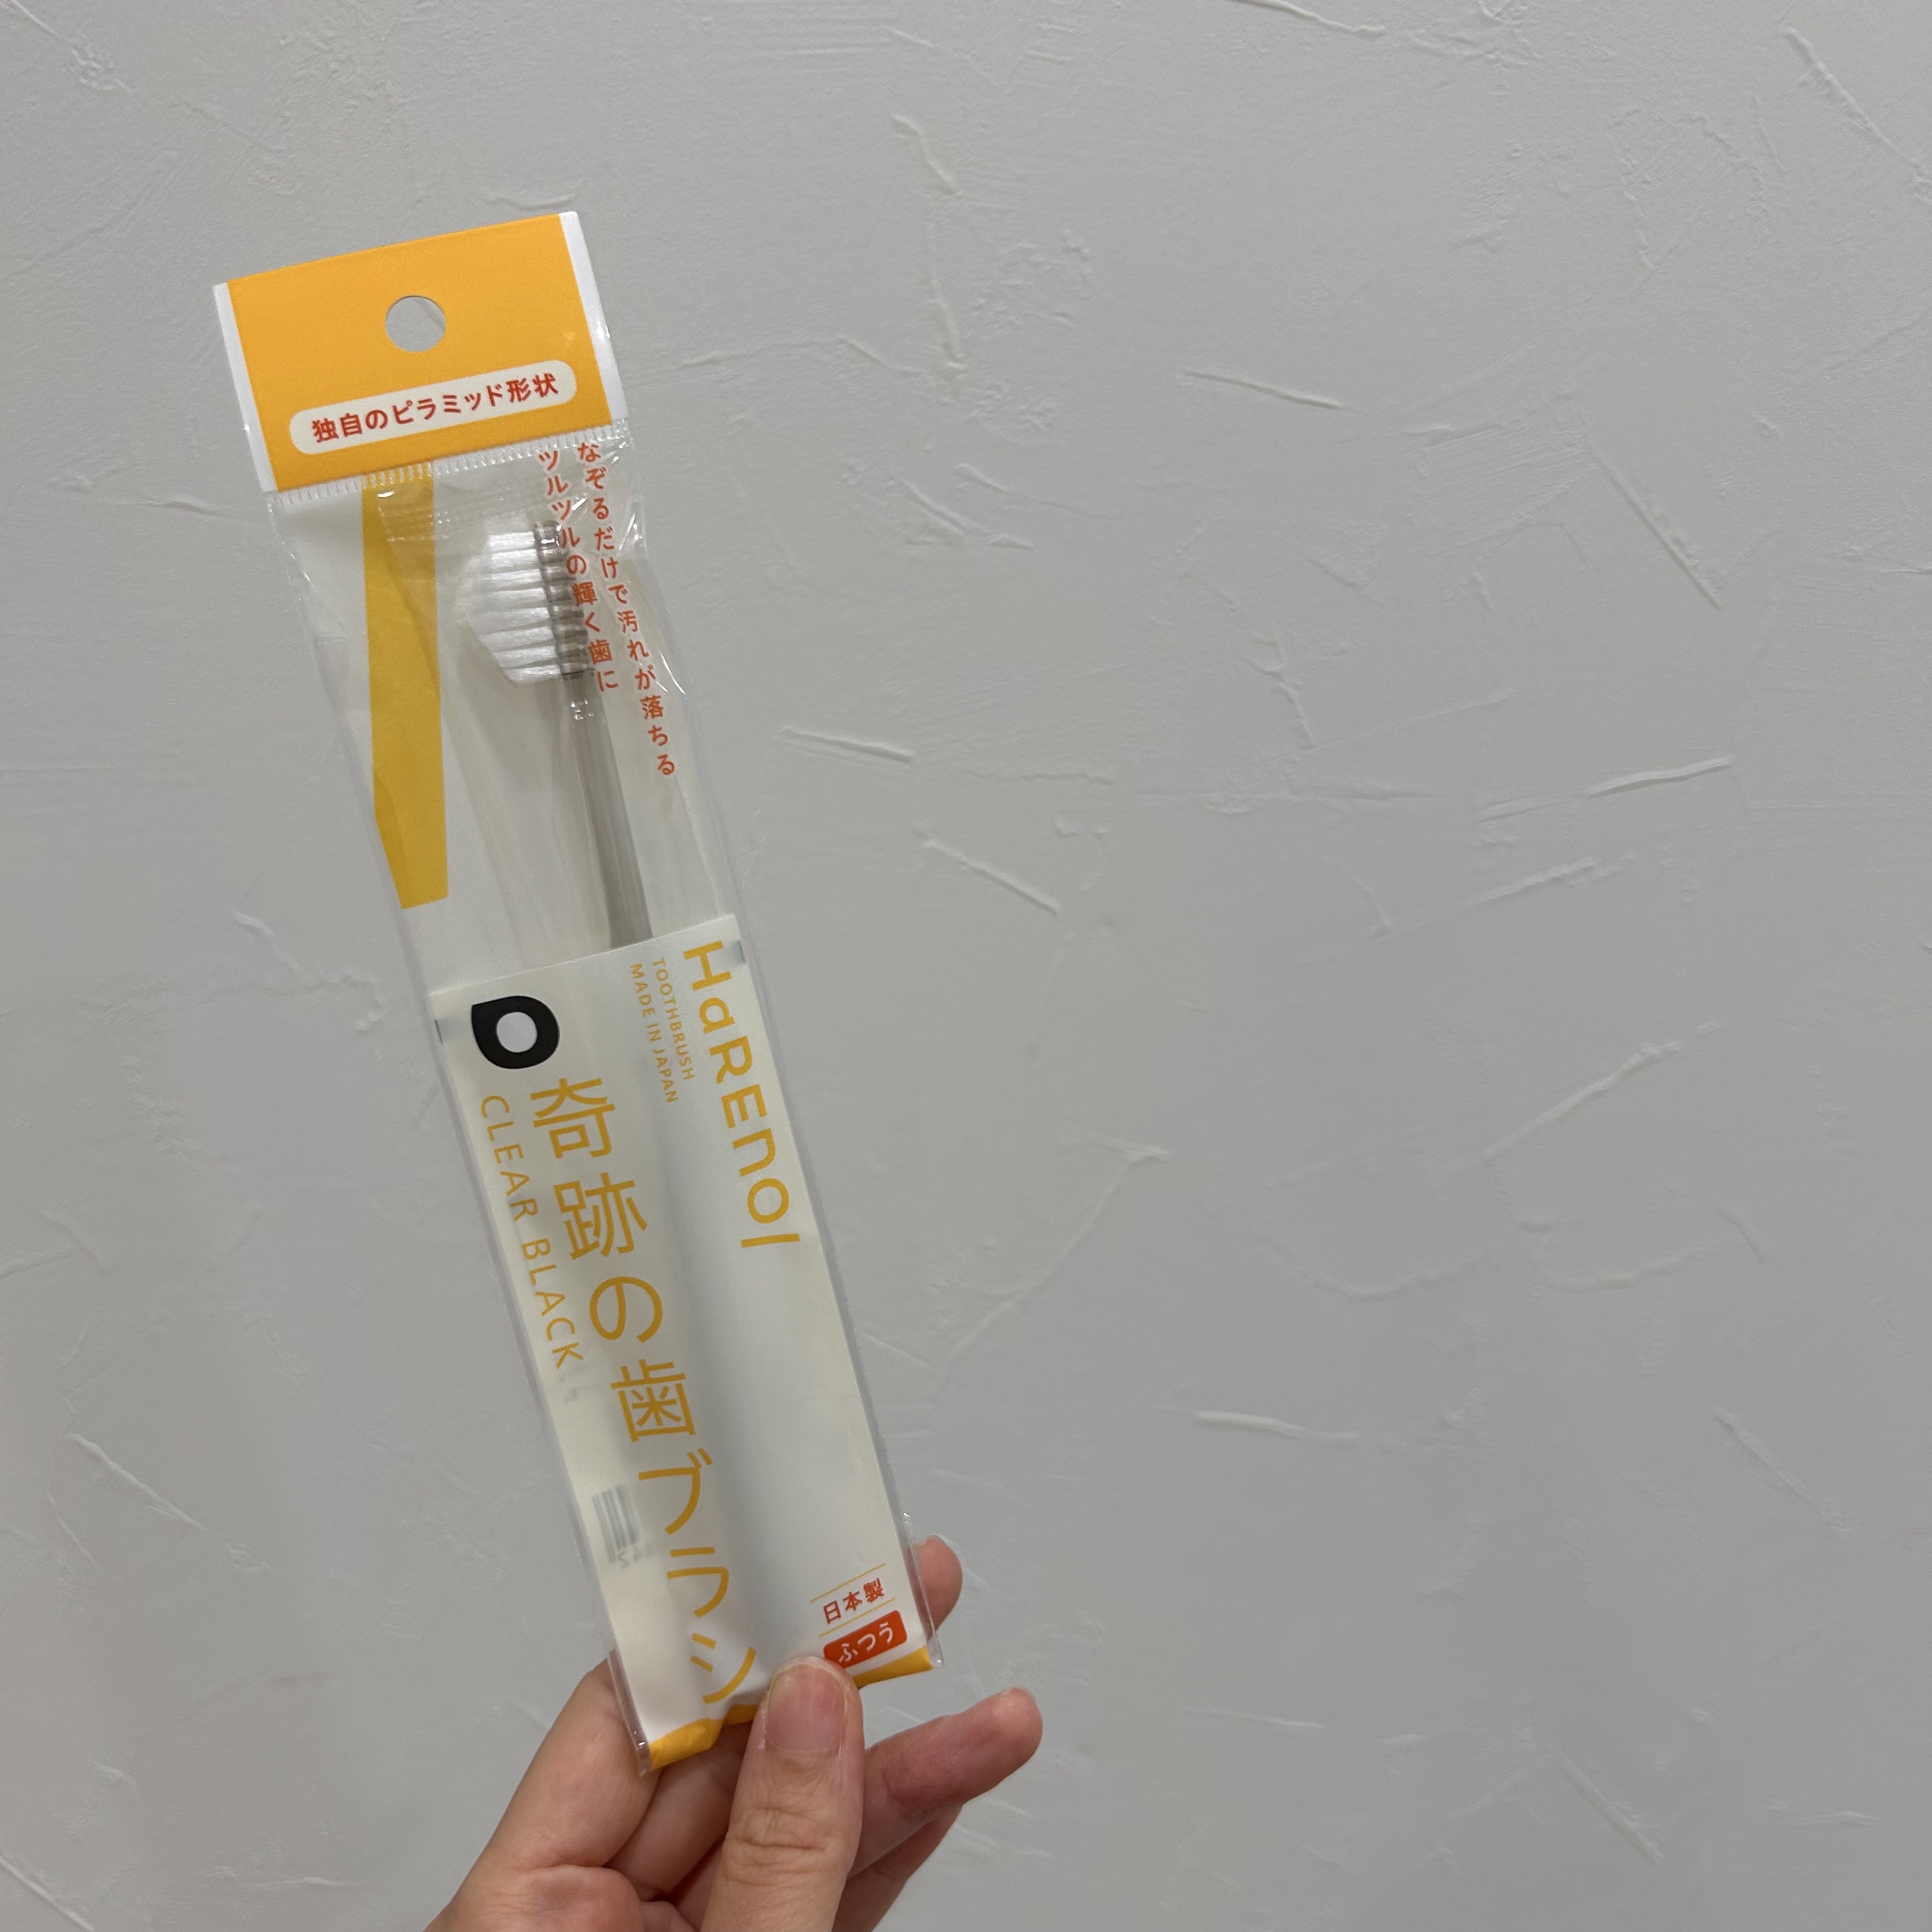 独自のピラミッド形状
なぞるだけで汚れが落ちる
ツルツルの輝く歯に
HaRENOI
TOOTHBRUSH
MADE IN JAPAN
奇跡の歯ブラシ
CLEAR BLACK
日本製
ふつう